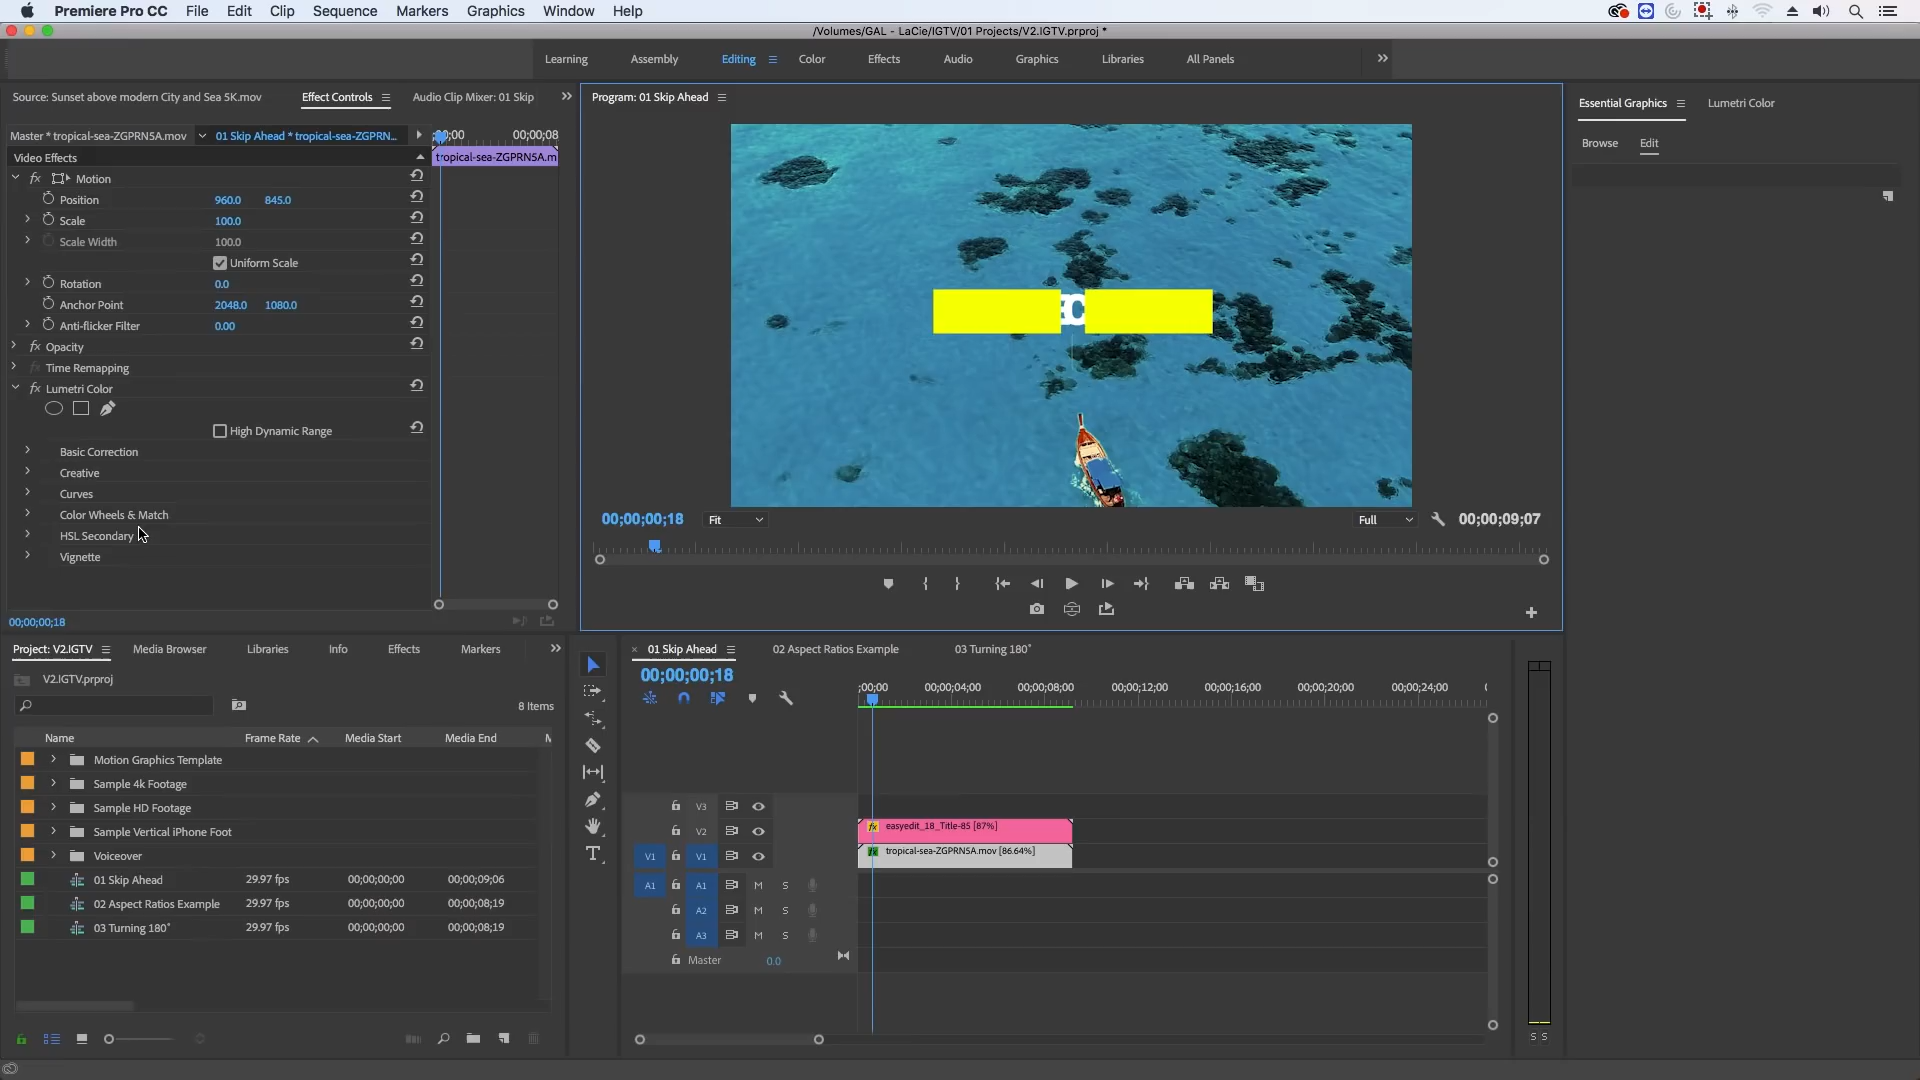 Premiere Pro CC File Edit Clip Sequence Markers Graphics Window Help
/Volumes/GAL - LaCie/IGTV/01 Projects/V2.IGTV.prproj *
Learning Assembly Editing Color Effects Audio Graphics Libraries All Panels
Source: Sunset above modern City and Sea 5K.mov Effect Controls Audio Clip Mixer: 01 Skip
Master * tropical-sea-ZGPRN5A.mov 01 Skip Ahead * tropical-sea-ZGPRN... ;00;00 00;00;08
Video Effects tropical-sea-ZGPRN5A.m
fx Motion
Position 960.0 845.0
Scale 100.0
Scale Width 100.0
Uniform Scale
Rotation 0.0
Anchor Point 2048.0 1080.0
Anti-flicker Filter 0.00
fx Opacity
fx Time Remapping
fx Lumetri Color
High Dynamic Range
Basic Correction
Creative
Curves
Color Wheels & Match
HSL Secondary
Vignette
00;00;00;18
Program: 01 Skip Ahead
00;00;00;18 Fit Full 00;00;09;07
Essential Graphics Lumetri Color
Browse Edit
Project: V2.IGTV Media Browser Libraries Info Effects Markers
V2.IGTV.prproj
8 Items
Name Frame Rate Media Start Media End
Motion Graphics Template
Sample 4k Footage
Sample HD Footage
Sample Vertical iPhone Foot
Voiceover
01 Skip Ahead 29.97 fps 00;00;00;00 00;00;09;06
02 Aspect Ratios Example 29.97 fps 00;00;00;00 00;00;08;19
03 Turning 180° 29.97 fps 00;00;00;00 00;00;08;19
01 Skip Ahead 02 Aspect Ratios Example 03 Turning 180°
00;00;00;18
;00;00 00;00;04;00 00;00;08;00 00;00;12;00 00;00;16;00 00;00;20;00 00;00;24;00
V3
V2 fx easyedit_18_Title-85 [87%]
V1 V1 fx tropical-sea-ZGPRN5A.mov [86.64%]
A1 A1 M S
A2 M S
A3 M S
Master 0.0
S S